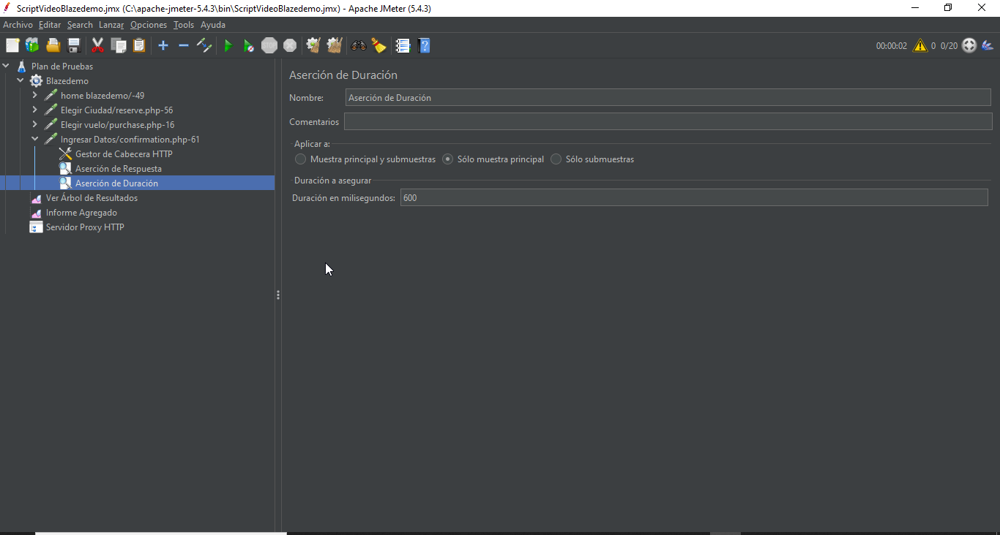 ScriptVideoBlazedemo.jmx (C:\apache-jmeter-5.4.3\bin\ScriptVideoBlazedemo.jmx) - Apache JMeter (5.4.3)
Archivo Editar Search Lanzar Opciones Tools Ayuda
STOP 00:00:02 0 0/20
Plan de Pruebas
Blazedemo
home blazedemo/-49
Elegir Ciudad/reserve.php-56
Elegir vuelo/purchase.php-16
Ingresar Datos/confirmation.php-61
Gestor de Cabecera HTTP
Aserción de Respuesta
Aserción de Duración
Ver Árbol de Resultados
Informe Agregado
Servidor Proxy HTTP
Aserción de Duración
Nombre: Aserción de Duración
Comentarios
Aplicar a:
Muestra principal y submuestras Sólo muestra principal Sólo submuestras
Duración a asegurar
Duración en milisegundos: 600